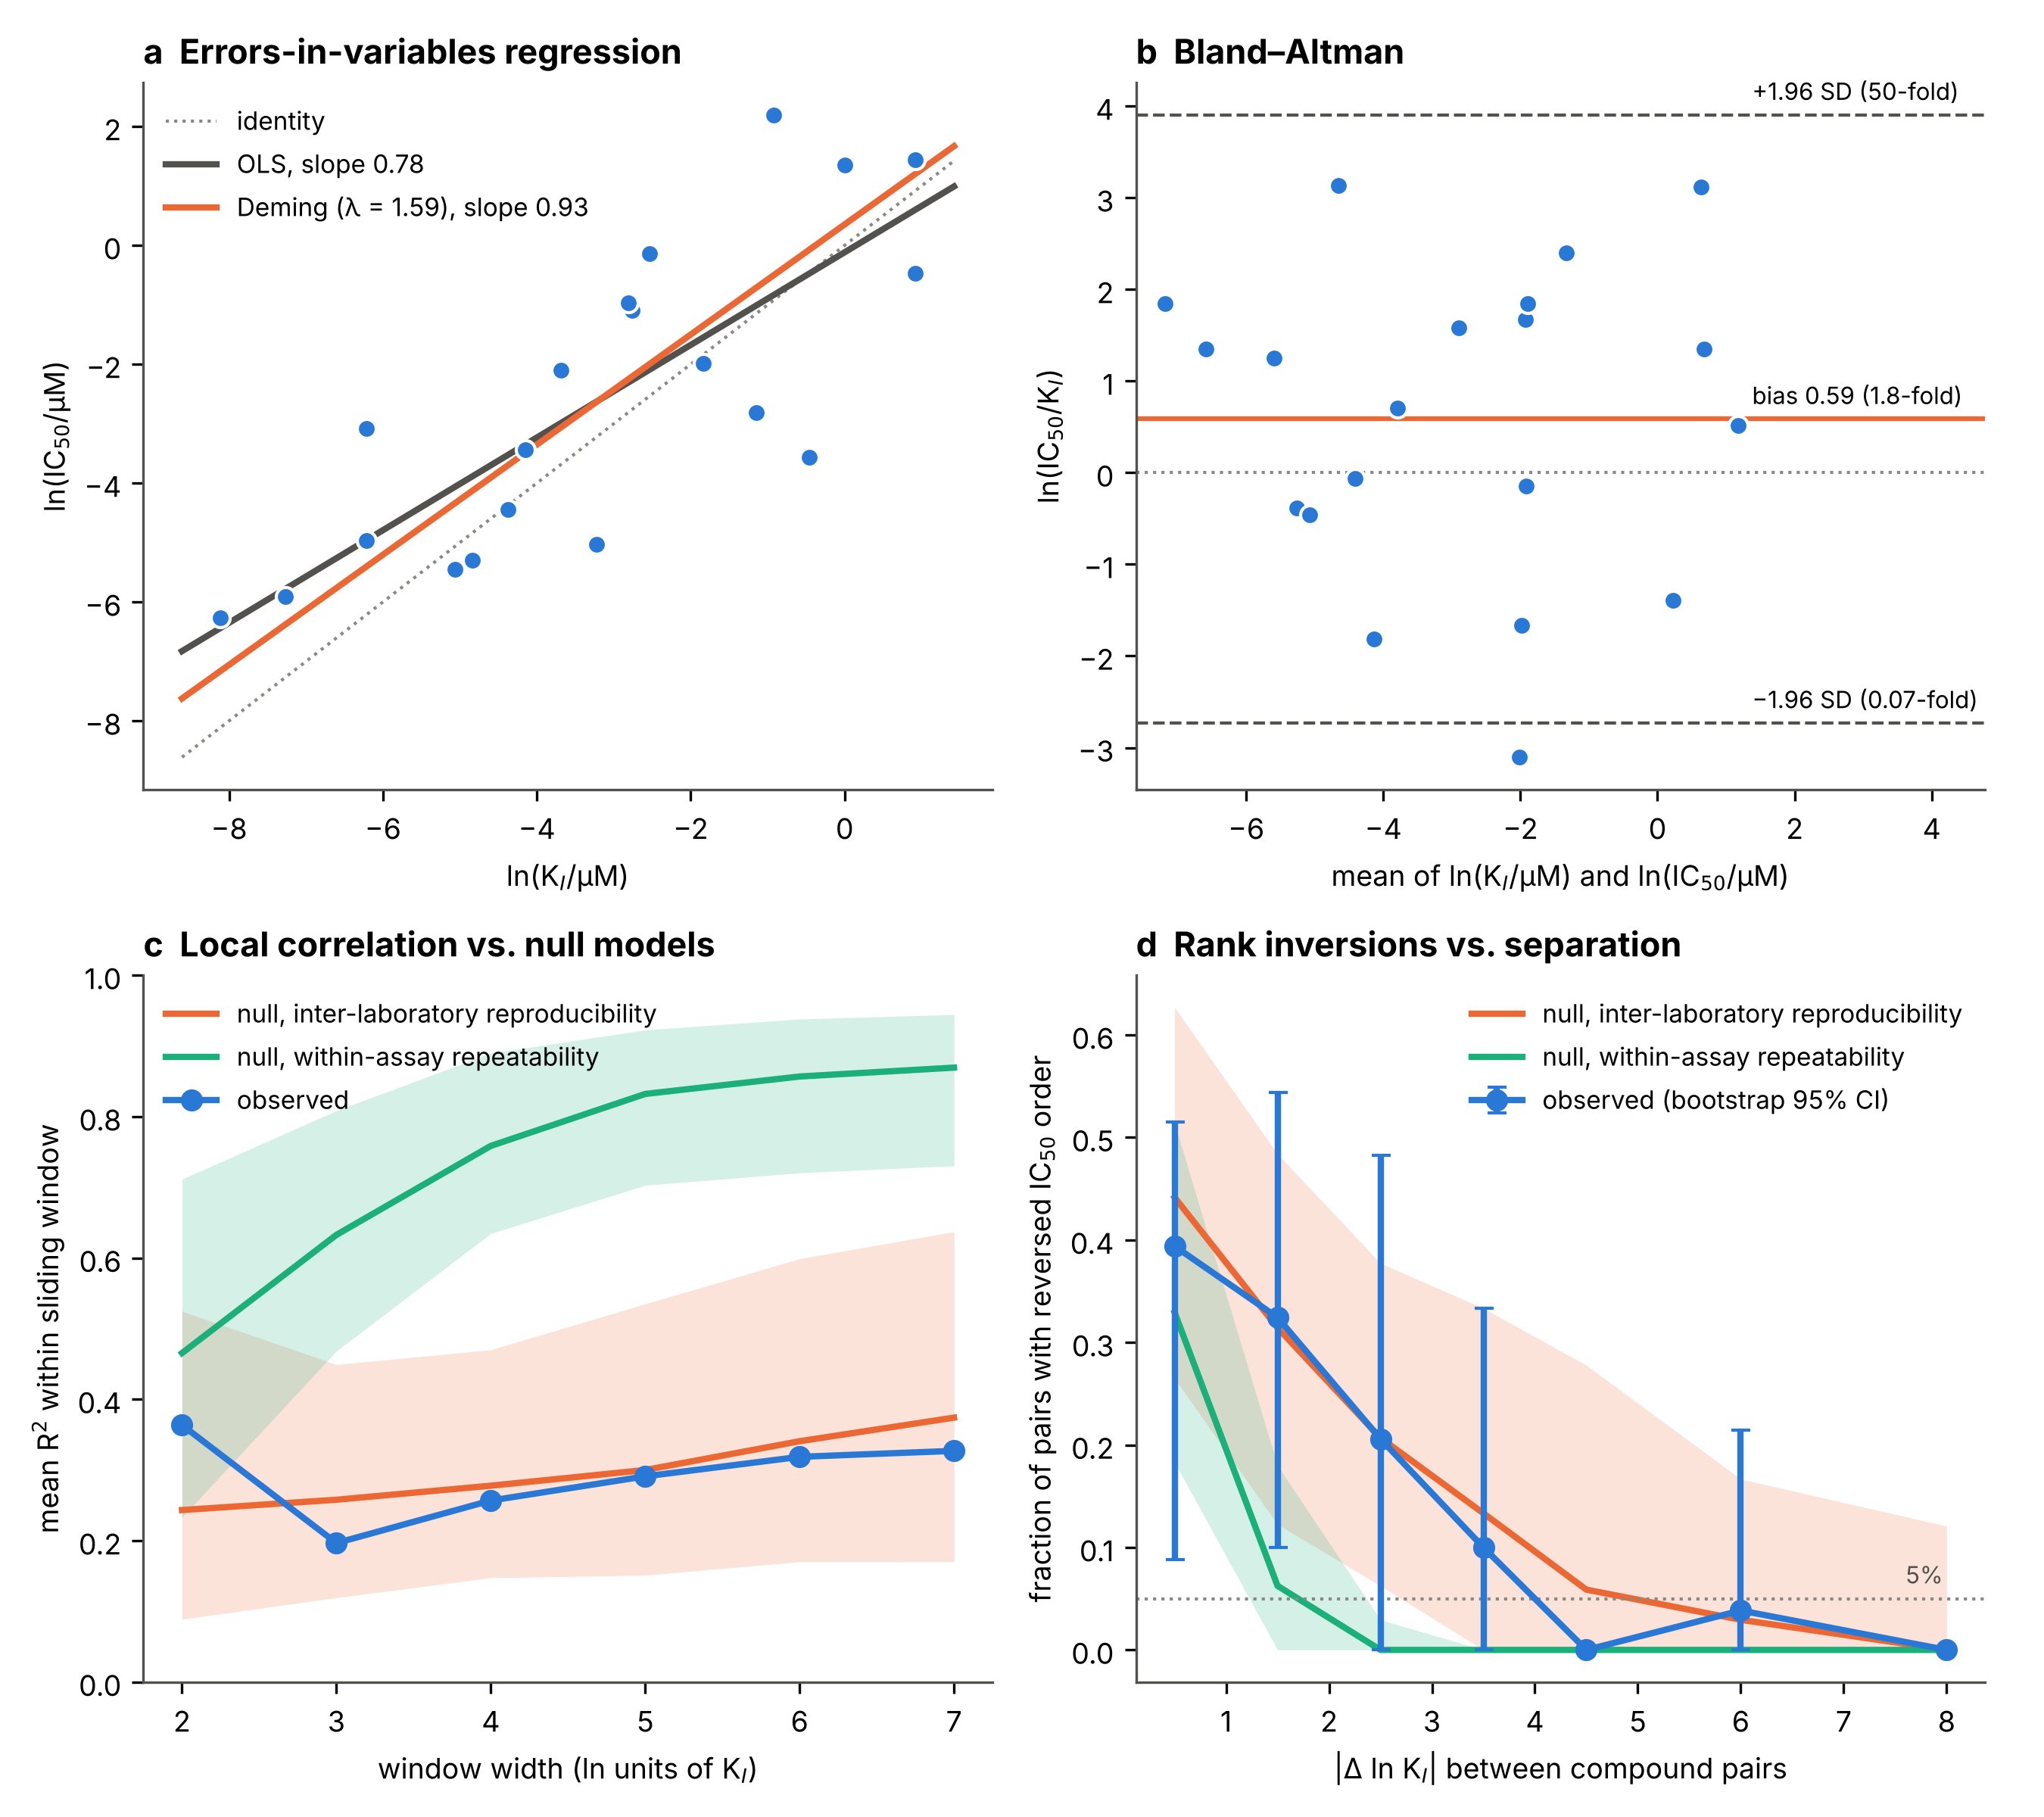 a Errors-in-variables regression
identity
OLS, slope 0.78
Deming (λ = 1.59), slope 0.93
2
0
−2
−4
−6
−8
ln(IC₅₀/µM)
−8 −6 −4 −2 0
ln(K_I/µM)
b Bland–Altman
+1.96 SD (50-fold)
bias 0.59 (1.8-fold)
−1.96 SD (0.07-fold)
4
3
2
1
0
−1
−2
−3
ln(IC₅₀/K_I)
−6 −4 −2 0 2 4
mean of ln(K_I/µM) and ln(IC₅₀/µM)
c Local correlation vs. null models
null, inter-laboratory reproducibility
null, within-assay repeatability
observed
1.0
0.8
0.6
0.4
0.2
0.0
mean R² within sliding window
2 3 4 5 6 7
window width (ln units of K_I)
d Rank inversions vs. separation
null, inter-laboratory reproducibility
null, within-assay repeatability
observed (bootstrap 95% CI)
0.6
0.5
0.4
0.3
0.2
0.1
0.0
5%
fraction of pairs with reversed IC₅₀ order
1 2 3 4 5 6 7 8
|Δ ln K_I| between compound pairs